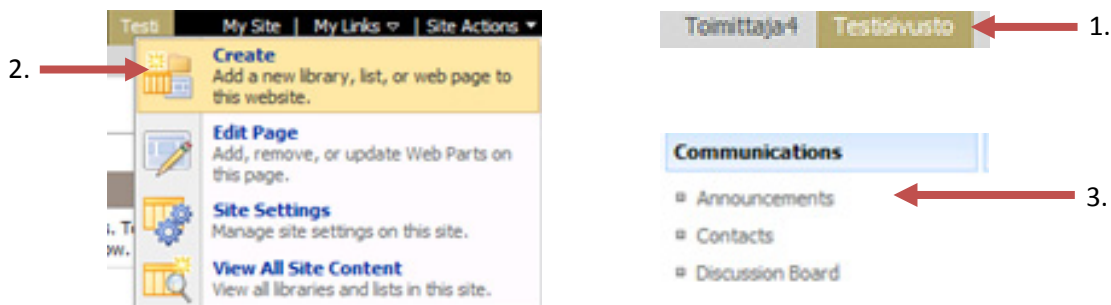 Testi My Site | My Links | Site Actions
2.
Create
Add a new library, list, or web page to
this website.
Edit Page
Add, remove, or update Web Parts on
this page.
Site Settings
Manage site settings on this site.
s. T
ow.
View All Site Content
View all libraries and lists in this site.
Toimittaja4 Testisivusto
1.
Communications
Announcements
3.
Contacts
Discussion Board